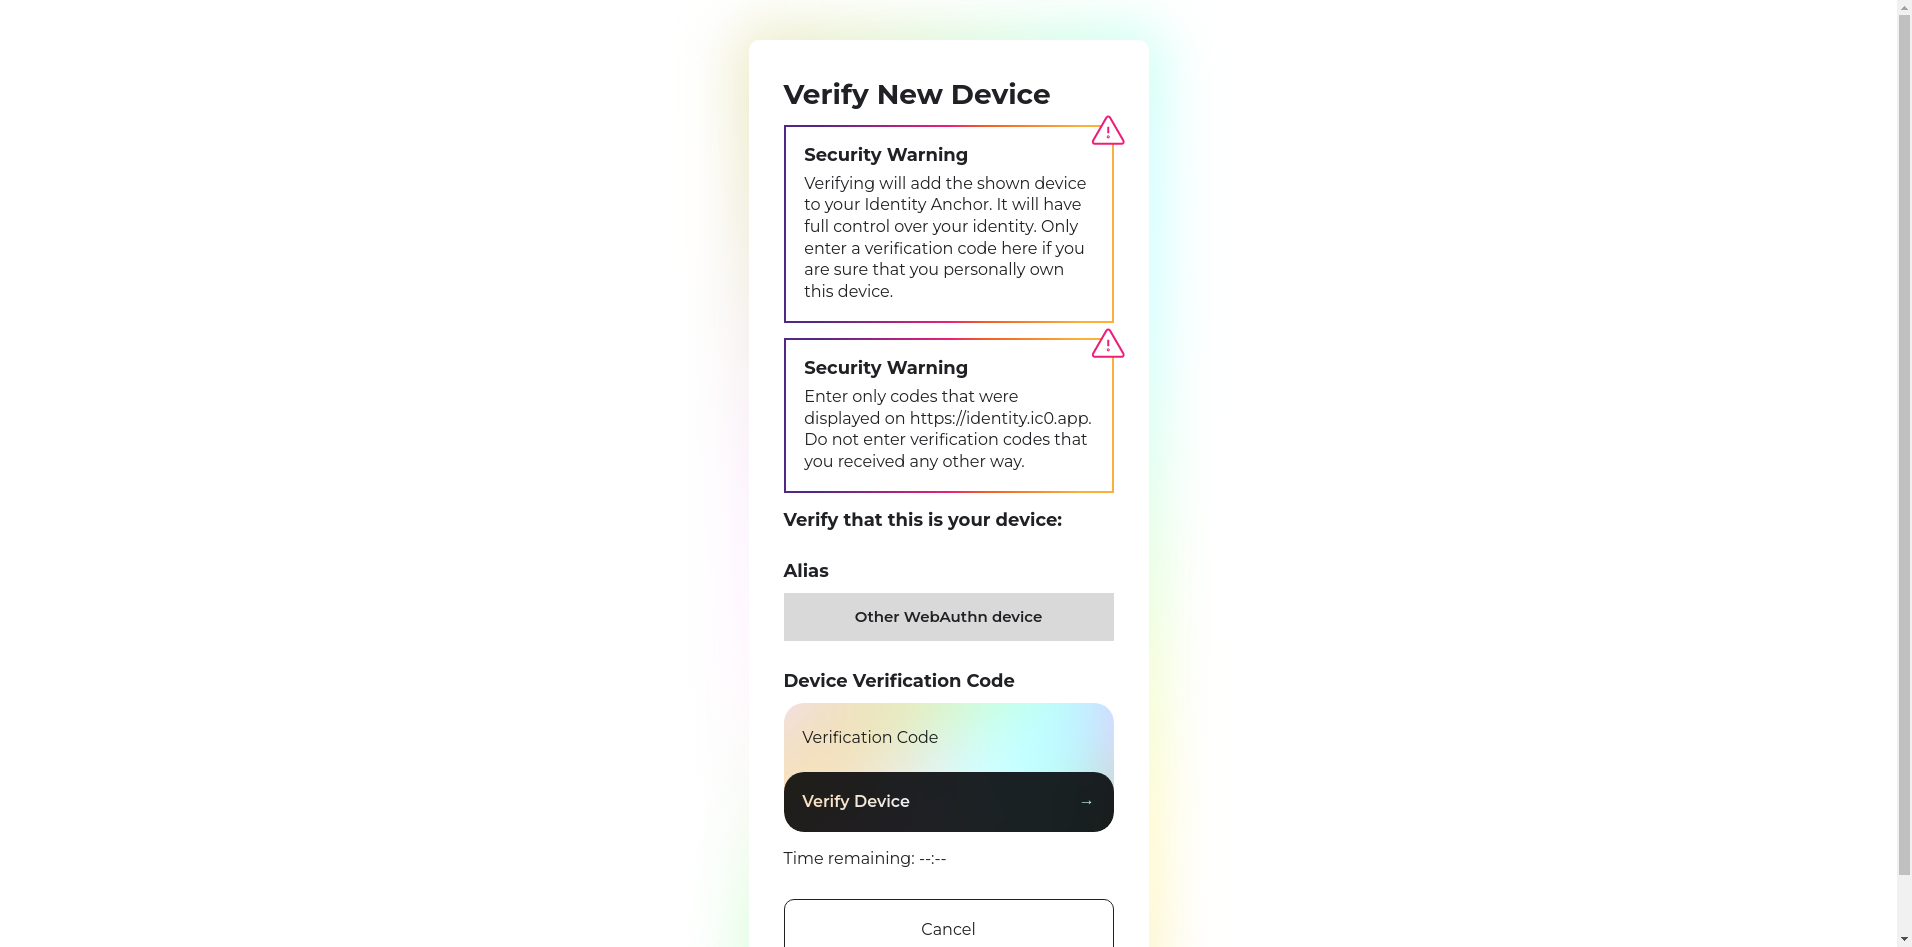 Verify New Device
Security Warning
Verifying will add the shown device
to your Identity Anchor. It will have
full control over your identity. Only
enter a verification code here if you
are sure that you personally own
this device.
Security Warning
Enter only codes that were
displayed on https://identity.ic0.app.
Do not enter verification codes that
you received any other way.
Verify that this is your device:
Alias
Other WebAuthn device
Device Verification Code
Verification Code
Verify Device →
Time remaining: --:--
Cancel